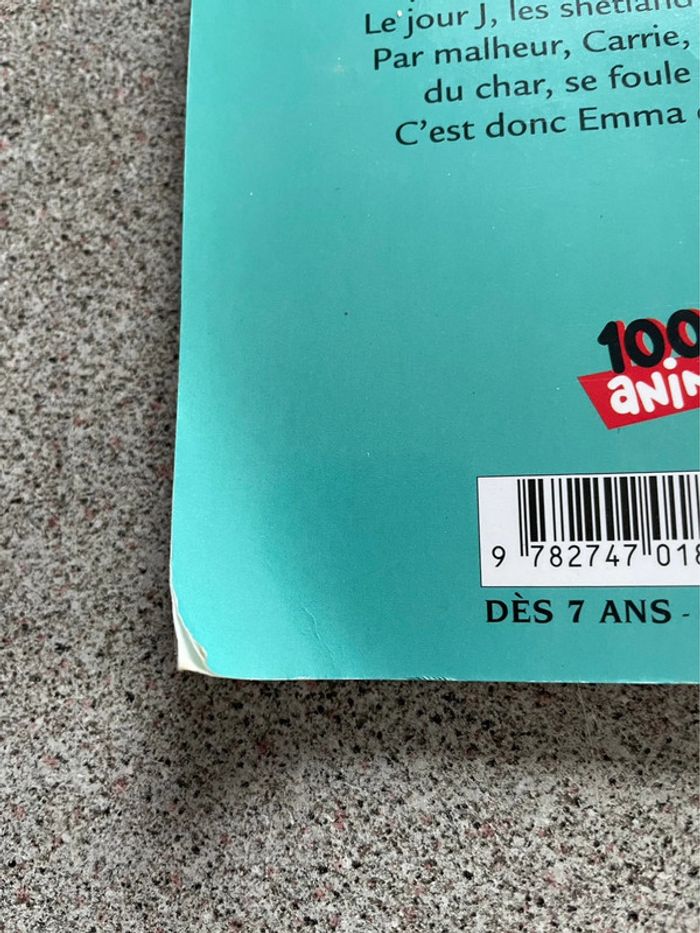 Le jour J, les shetland
Par malheur, Carrie,
du char, se foule
C'est donc Emma
100
anim
9 782747 018
DÈS 7 ANS -